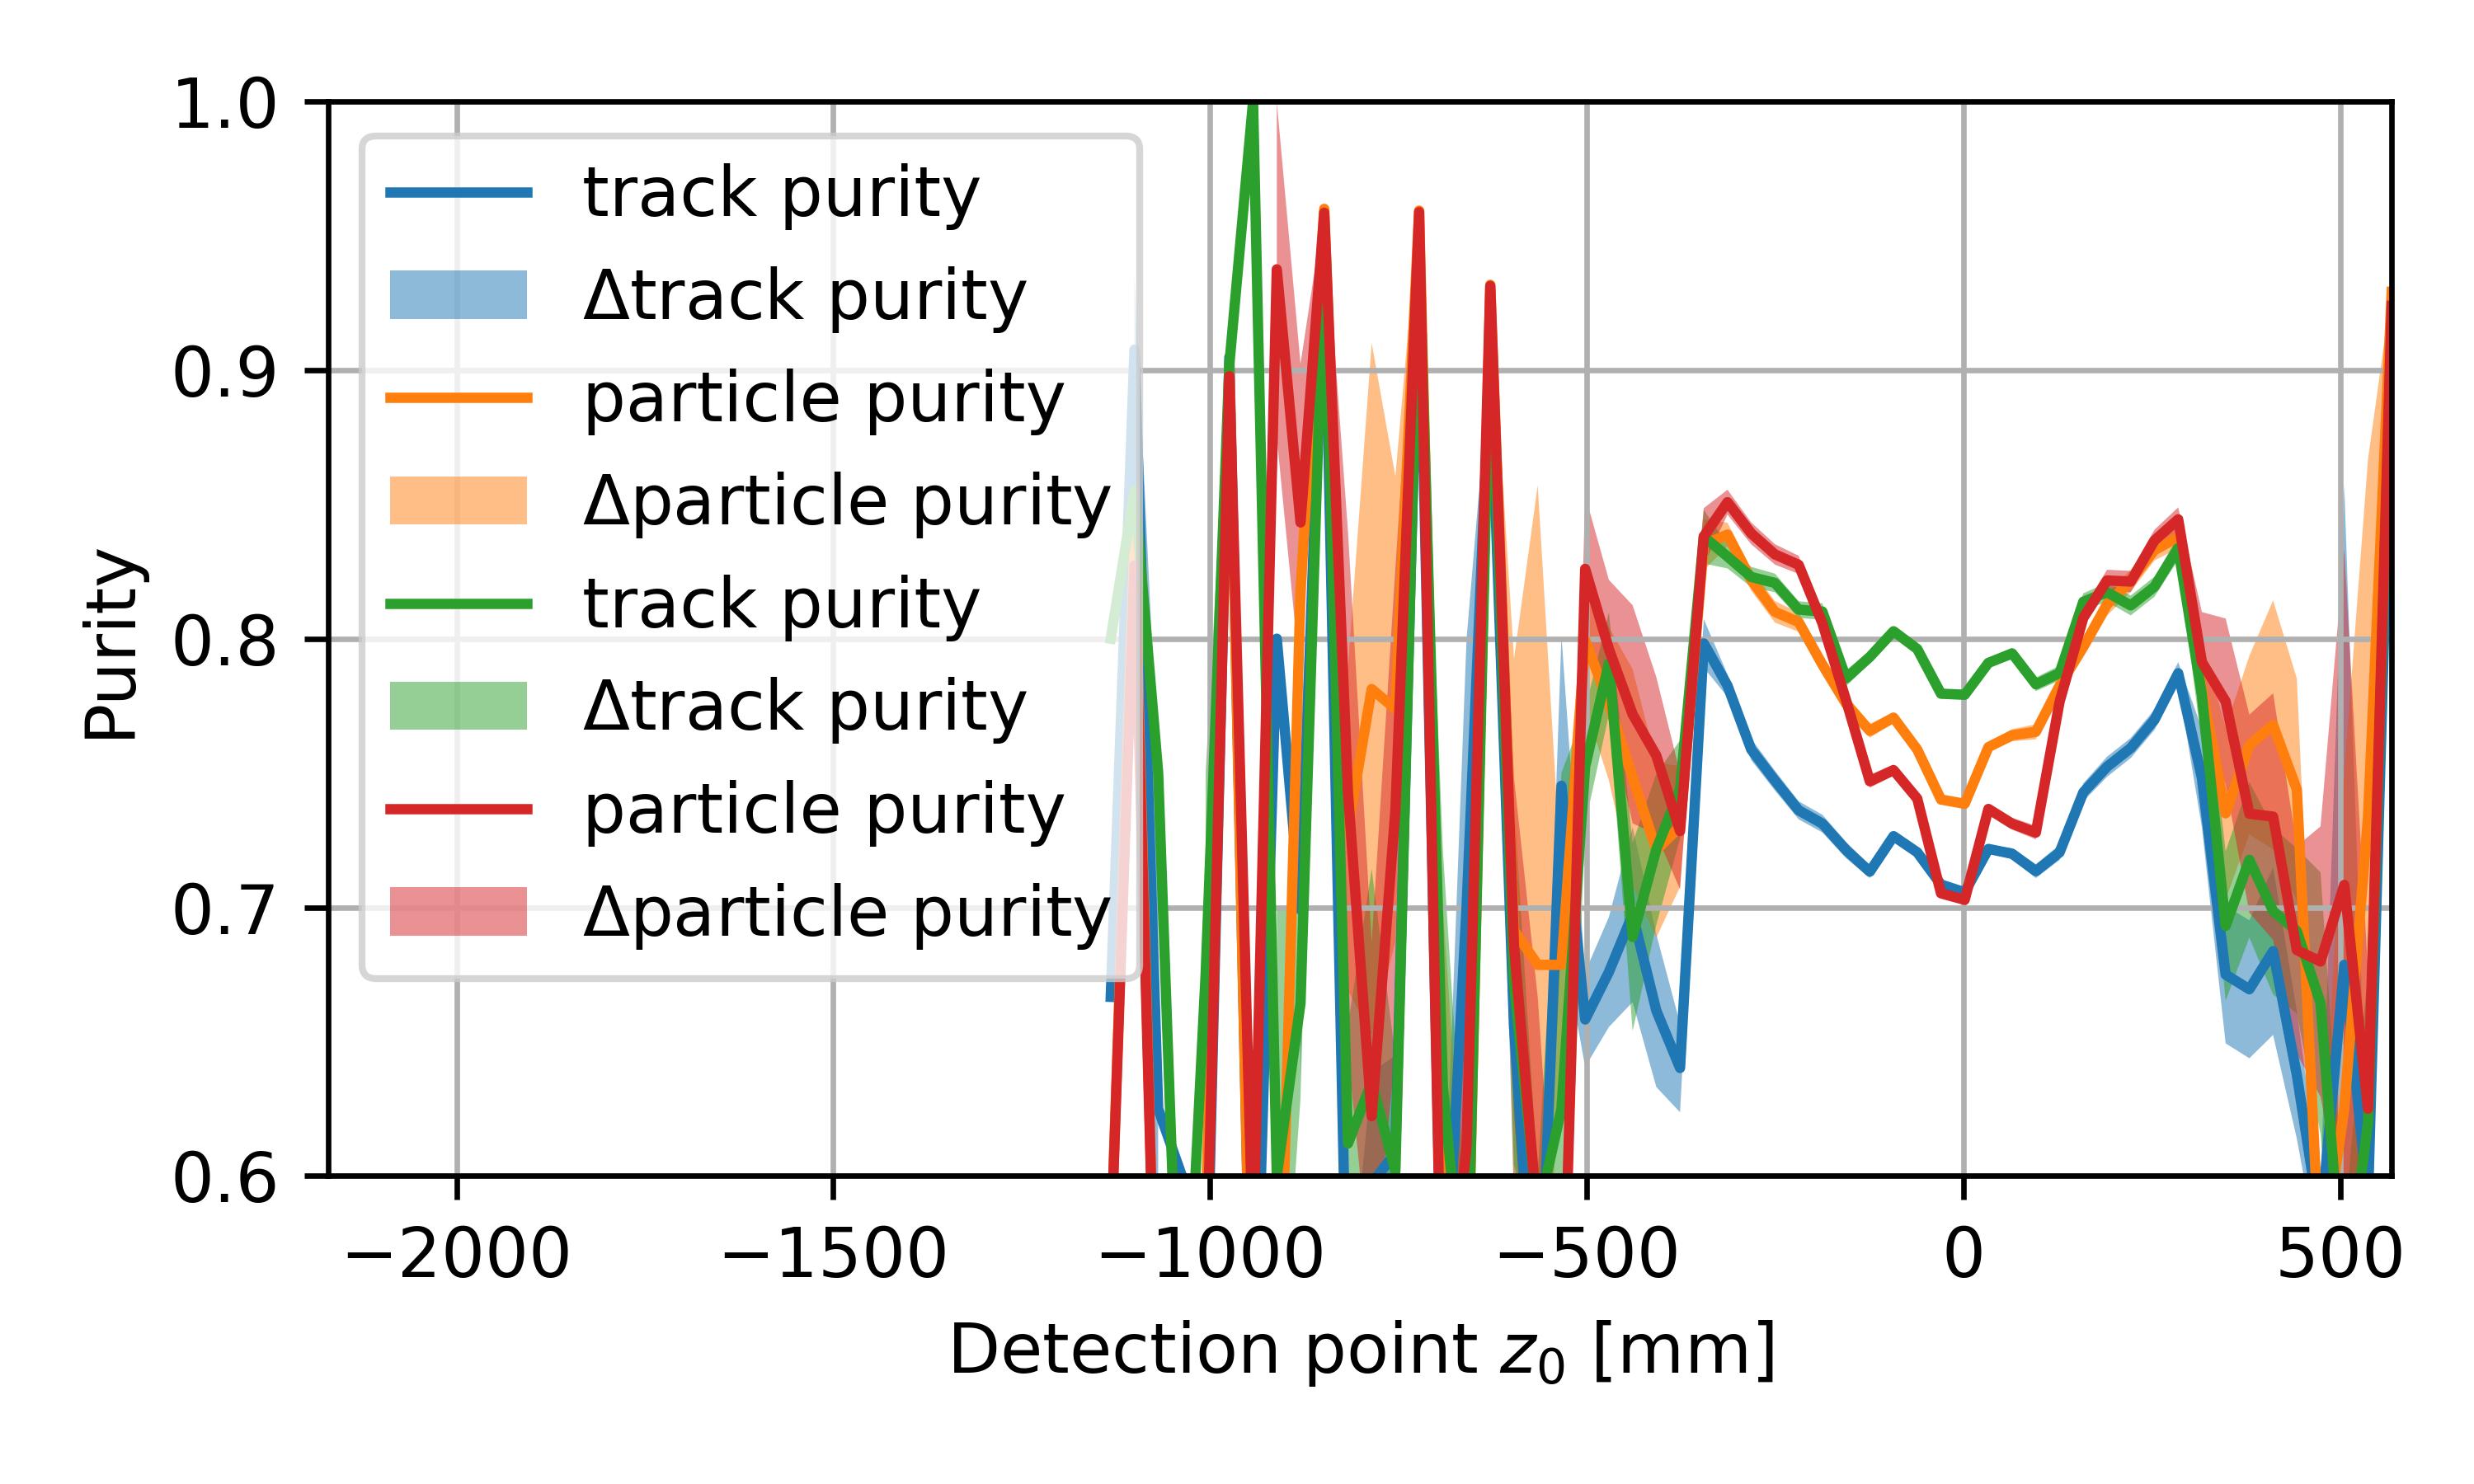 1.0
0.9
0.8
0.7
0.6
Purity
track purity
Δtrack purity
particle purity
Δparticle purity
track purity
Δtrack purity
particle purity
Δparticle purity
−2000 −1500 −1000 −500 0 500
Detection point z₀ [mm]